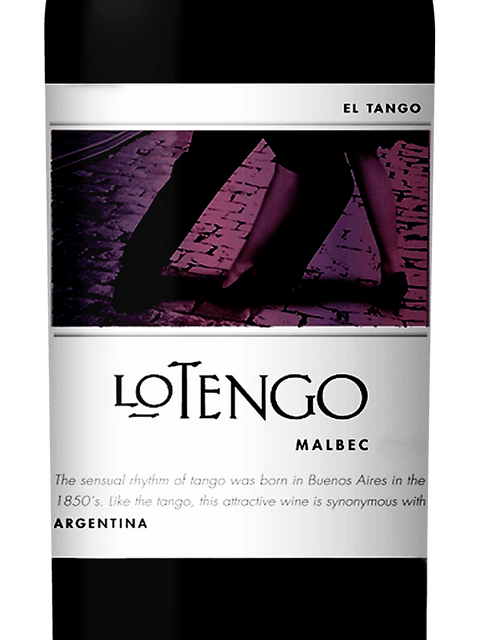 EL TANGO
LOTENGO
MALBEC
The sensual rhythm of tango was born in Buenos Aires in the
1850's. Like the tango, this attractive wine is synonymous with
ARGENTINA